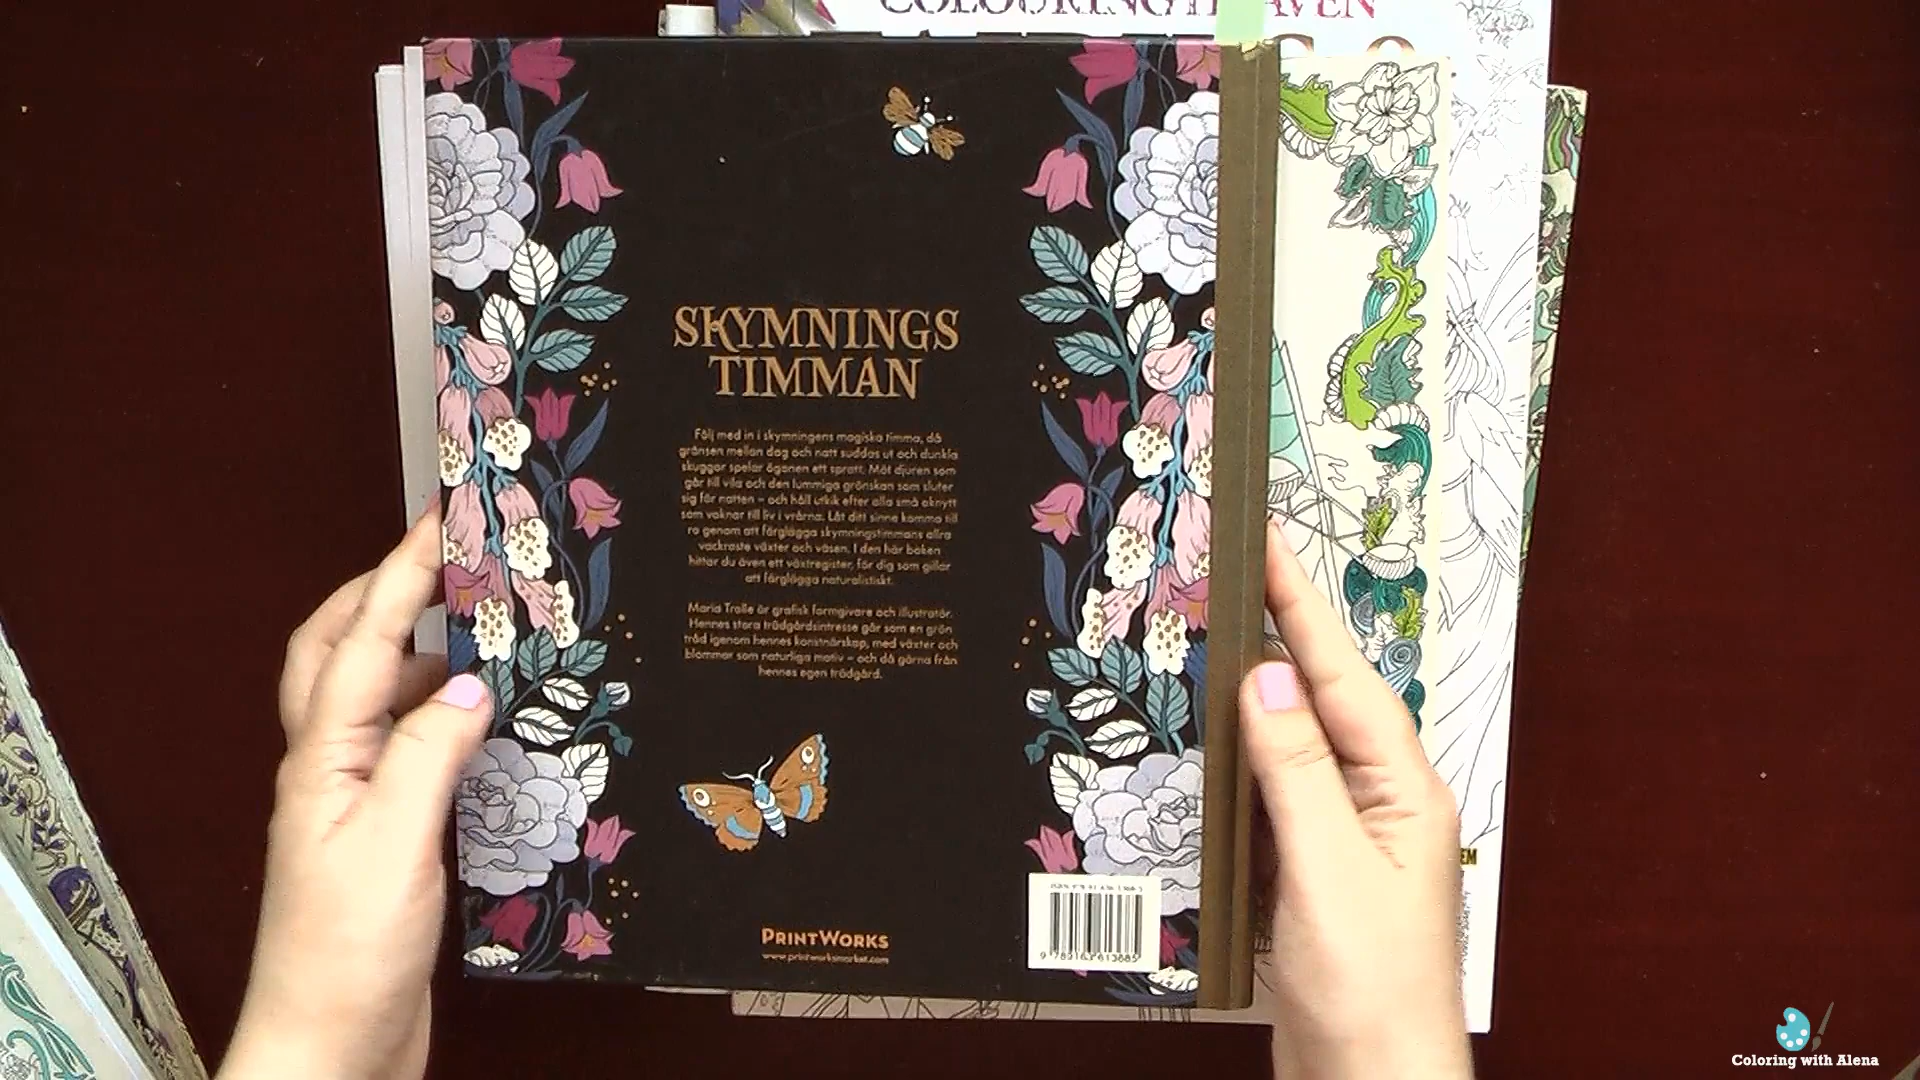 COLOURING HEAVEN
SKYMNINGS
TIMMAN
Följ med in i skymningens magiska timma, då
gränsen mellan dag och natt suddas ut och dunkla
skuggor spelar ögonen ett spratt. Möt djuren som
går till vila och den lummiga grönskan som sluter
sig för natten – och håll utkik efter alla små oknytt
som vaknar till liv i vrårna. Låt ditt sinne komma till
ro genom att färglägga skymningstimmans allra
vackraste växter och väsen. I den här boken
hittar du även ett växtregister, för dig som gillar
att färglägga naturalistiskt.
Maria Trolle är grafisk formgivare och illustratör.
Hennes stora trädgårdsintresse går som en grön
tråd igenom hennes konstnärskap, med växter och
blommor som naturliga motiv – och då gärna från
hennes egen trädgård.
PRINTWORKS
www.printworksmarket.com
9 789163 613685
EM
Coloring with Alena